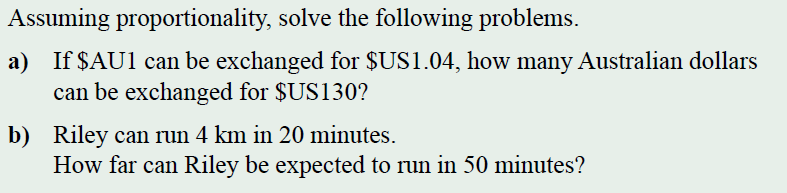 Assuming proportionality, solve the following problems.
a) If $AU1 can be exchanged for $US1.04, how many Australian dollars
can be exchanged for $US130?
b) Riley can run 4 km in 20 minutes.
How far can Riley be expected to run in 50 minutes?